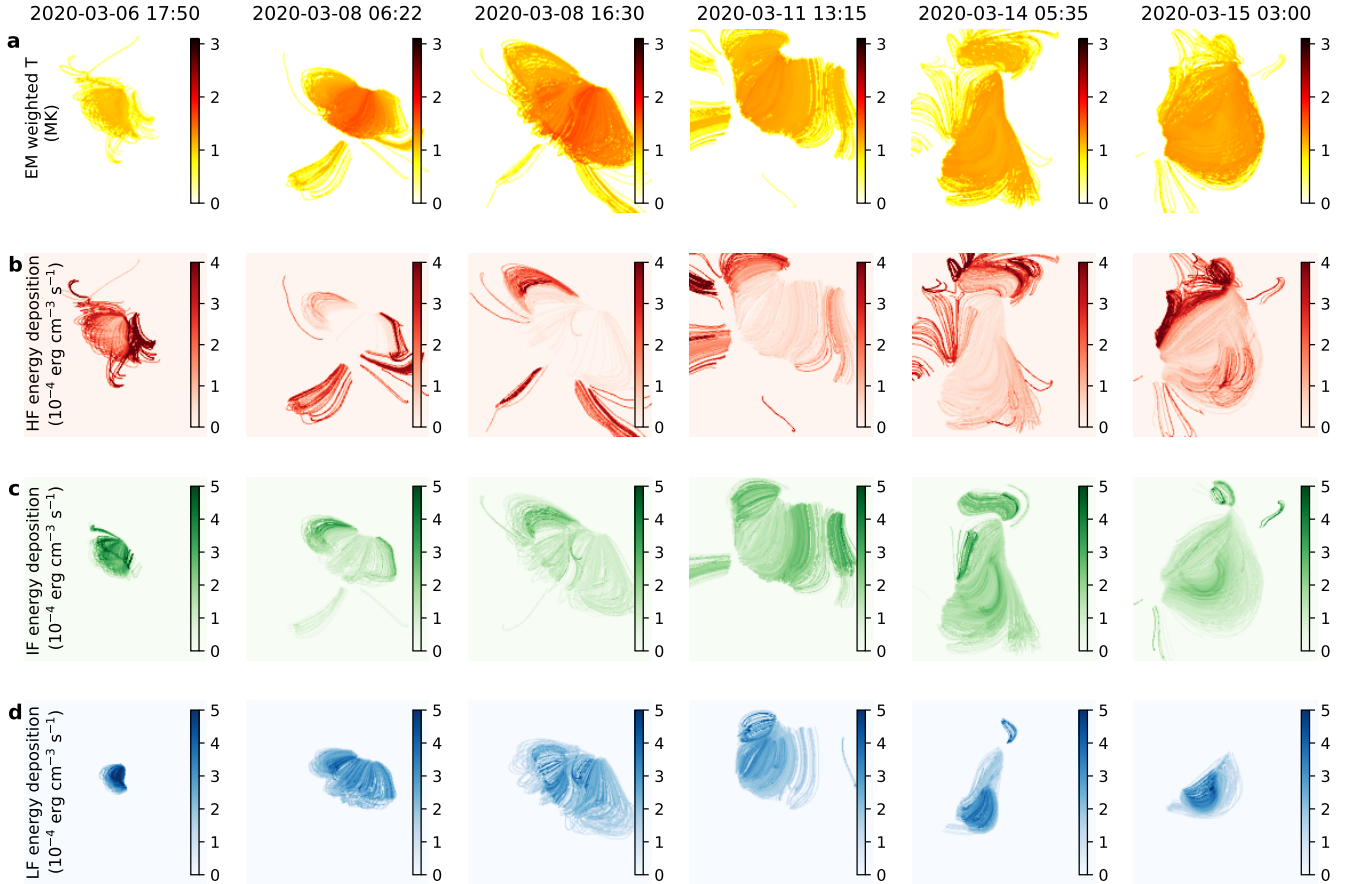 2020-03-06 17:50 2020-03-08 06:22 2020-03-08 16:30 2020-03-11 13:15 2020-03-14 05:35 2020-03-15 03:00
a
EM weighted T
(MK)
3 3 3 3 3 3
2 2 2 2 2 2
1 1 1 1 1 1
0 0 0 0 0 0
b
HF energy deposition
(10⁻⁴ erg cm⁻³ s⁻¹)
4 4 4 4 4 4
3 3 3 3 3 3
2 2 2 2 2 2
1 1 1 1 1 1
0 0 0 0 0 0
c
IF energy deposition
(10⁻⁴ erg cm⁻³ s⁻¹)
5 5 5 5 5 5
4 4 4 4 4 4
3 3 3 3 3 3
2 2 2 2 2 2
1 1 1 1 1 1
0 0 0 0 0 0
d
LF energy deposition
(10⁻⁴ erg cm⁻³ s⁻¹)
5 5 5 5 5 5
4 4 4 4 4 4
3 3 3 3 3 3
2 2 2 2 2 2
1 1 1 1 1 1
0 0 0 0 0 0